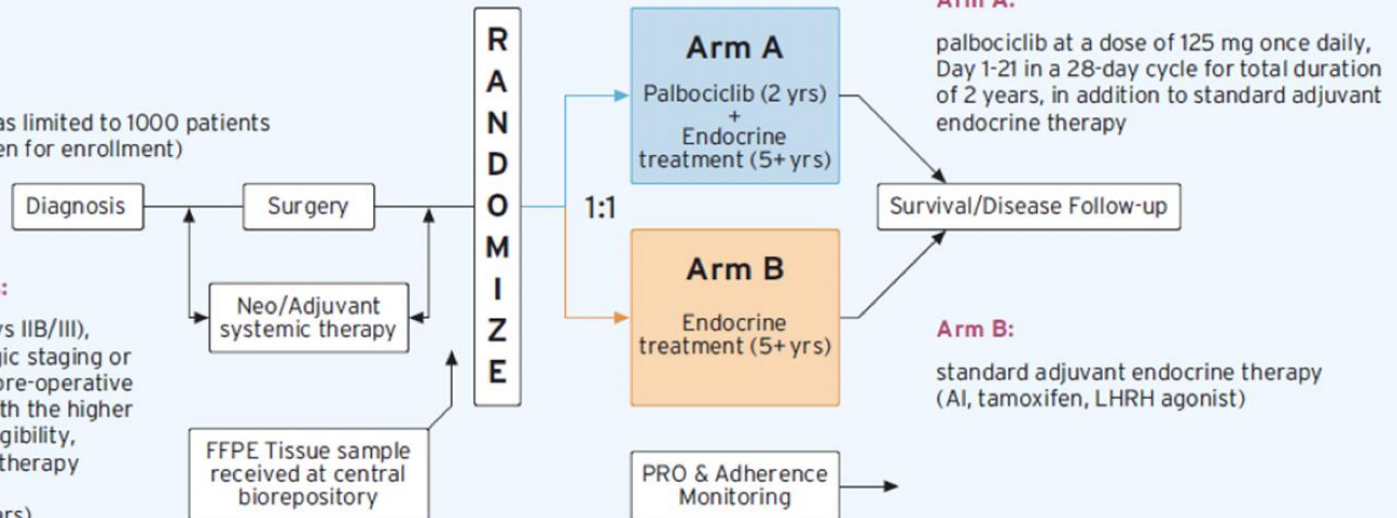 Arm A:
palbociclib at a dose of 125 mg once daily,
Day 1-21 in a 28-day cycle for total duration
of 2 years, in addition to standard adjuvant
endocrine therapy
as limited to 1000 patients
en for enrollment)
Diagnosis
Surgery
Neo/Adjuvant
systemic therapy
FFPE Tissue sample
received at central
biorepository
RANDOMIZE
1:1
Arm A
Palbociclib (2 yrs)
+
Endocrine
treatment (5+yrs)
Arm B
Endocrine
treatment (5+yrs)
Survival/Disease Follow-up
PRO & Adherence
Monitoring
Arm B:
standard adjuvant endocrine therapy
(AI, tamoxifen, LHRH agonist)
:
vs IIB/III),
gic staging or
ore-operative
th the higher
gibility,
therapy